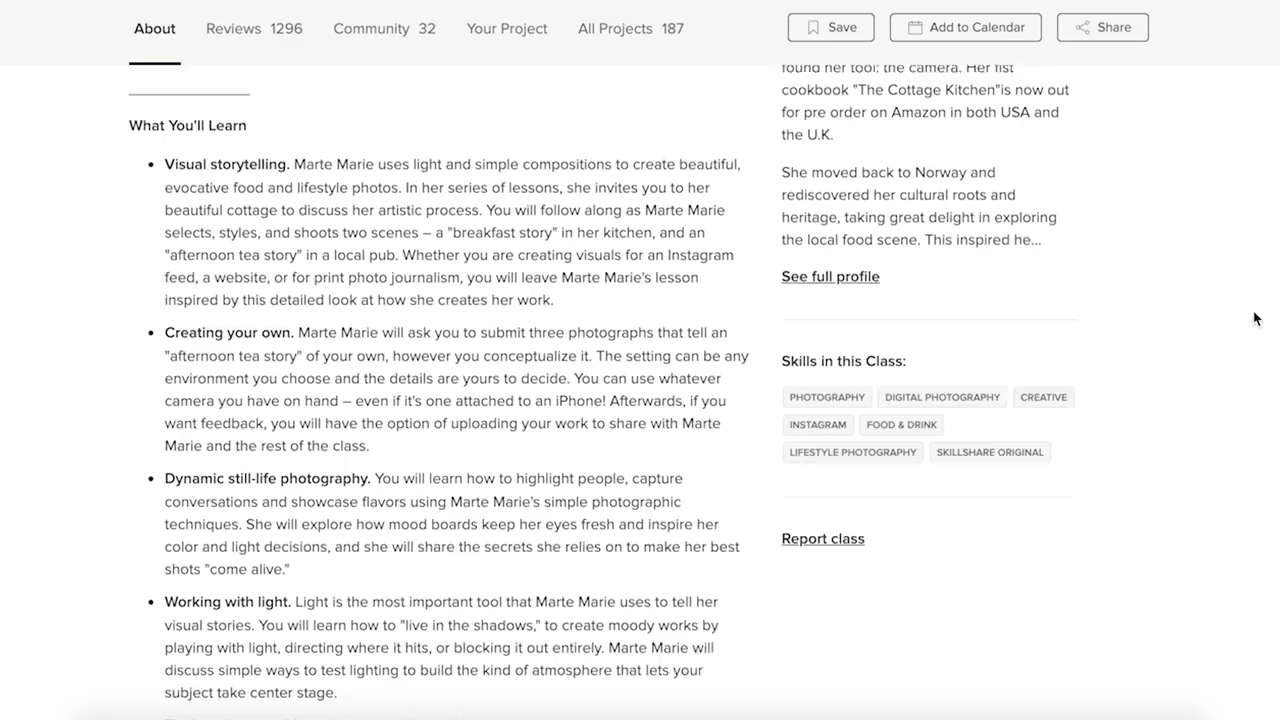 About
Reviews 1296
Community 32
Your Project
All Projects 187
Save
Add to Calendar
Share
What You'll Learn
• Visual storytelling. Marte Marie uses light and simple compositions to create beautiful,
evocative food and lifestyle photos. In her series of lessons, she invites you to her
beautiful cottage to discuss her artistic process. You will follow along as Marte Marie
selects, styles, and shoots two scenes – a "breakfast story" in her kitchen, and an
"afternoon tea story" in a local pub. Whether you are creating visuals for an Instagram
feed, a website, or for print photo journalism, you will leave Marte Marie's lesson
inspired by this detailed look at how she creates her work.
• Creating your own. Marte Marie will ask you to submit three photographs that tell an
"afternoon tea story" of your own, however you conceptualize it. The setting can be any
environment you choose and the details are yours to decide. You can use whatever
camera you have on hand – even if it's one attached to an iPhone! Afterwards, if you
want feedback, you will have the option of uploading your work to share with Marte
Marie and the rest of the class.
• Dynamic still-life photography. You will learn how to highlight people, capture
conversations and showcase flavors using Marte Marie's simple photographic
techniques. She will explore how mood boards keep her eyes fresh and inspire her
color and light decisions, and she will share the secrets she relies on to make her best
shots "come alive."
• Working with light. Light is the most important tool that Marte Marie uses to tell her
visual stories. You will learn how to "live in the shadows," to create moody works by
playing with light, directing where it hits, or blocking it out entirely. Marte Marie will
discuss simple ways to test lighting to build the kind of atmosphere that lets your
subject take center stage.
found her tool: the camera. Her fist
cookbook "The Cottage Kitchen"is now out
for pre order on Amazon in both USA and
the U.K.
She moved back to Norway and
rediscovered her cultural roots and
heritage, taking great delight in exploring
the local food scene. This inspired he...
See full profile
Skills in this Class:
PHOTOGRAPHY
DIGITAL PHOTOGRAPHY
CREATIVE
INSTAGRAM
FOOD & DRINK
LIFESTYLE PHOTOGRAPHY
SKILLSHARE ORIGINAL
Report class